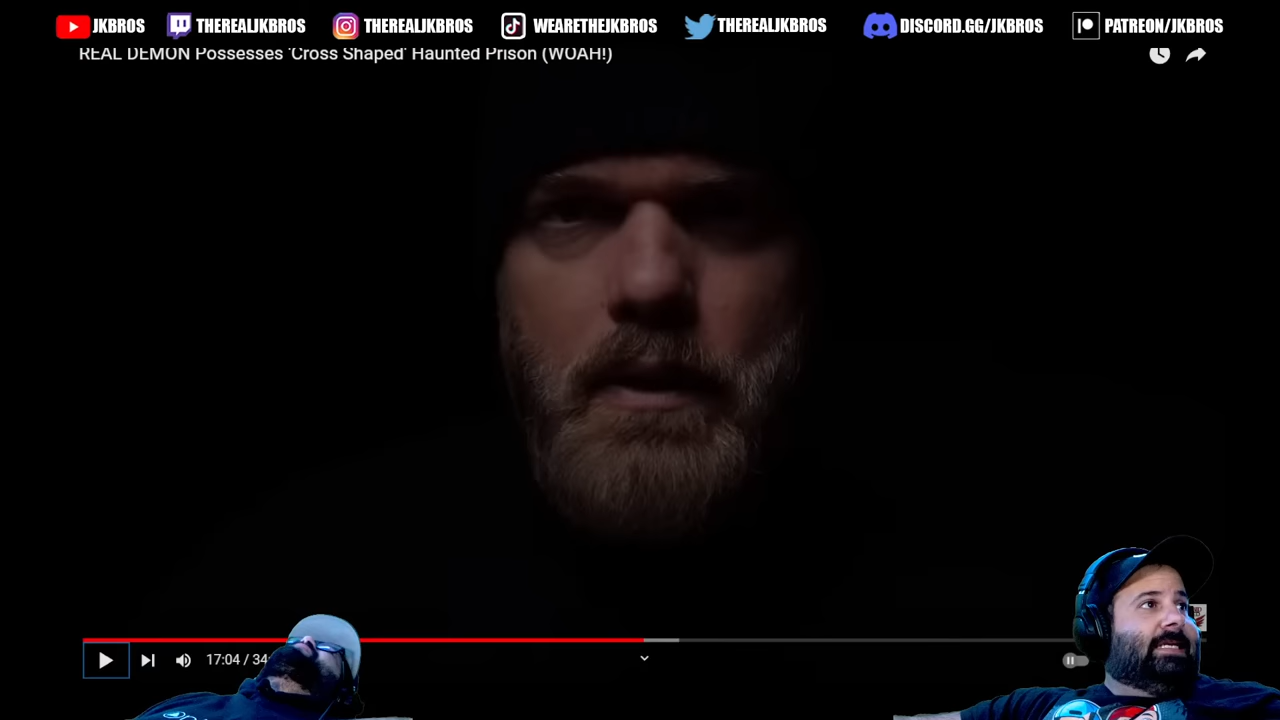 JKBROS THEREALJKBROS THEREALJKBROS WEARETHEJKBROS THEREALJKBROS DISCORD.GG/JKBROS PATREON/JKBROS
REAL DEMON Possesses 'Cross Shaped' Haunted Prison (WOAH!)
17:04 / 34: